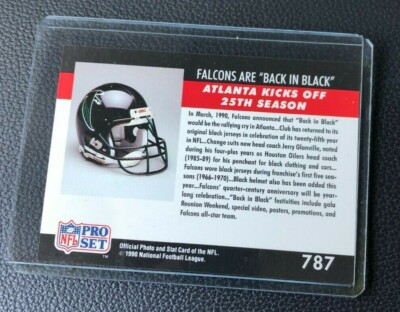 FALCONS ARE "BACK IN BLACK"
ATLANTA KICKS OFF
25TH SEASON
In March, 1990, Falcons announced that "Back in Black"
would be the rallying cry in Atlanta...Club has returned to its
original black jerseys in celebration of its twenty-fifth year
in NFL...Change suits new head coach Jerry Glanville, noted
during his four-plus years as Houston Oilers head coach
(1985-89) for his penchant for black clothing and cars...
Falcons wore black jerseys during franchise's first five sea-
sons (1966-1970)...Black helmet also has been added this
year...Falcons' quarter-century anniversary will be year-
long celebration..."Back in Black" festivities include gala
Reunion Weekend, special video, posters, promotions, and
Falcons all-star team.
NFL
PRO
SET
TM
Official Photo and Stat Card of the NFL.
© 1990 National Football League.
787